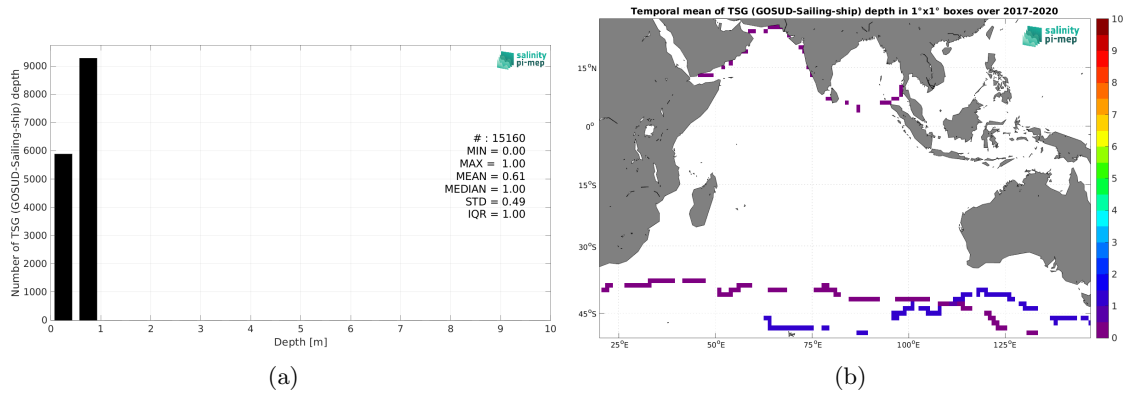 Number of TSG (GOSUD-Sailing-ship) depth
9000
8000
7000
6000
5000
4000
3000
2000
1000
0
0 1 2 3 4 5 6 7 8 9 10
Depth [m]
salinity
pi-mep
# : 15160
MIN = 0.00
MAX = 1.00
MEAN = 0.61
MEDIAN = 1.00
STD = 0.49
IQR = 1.00
(a)
Temporal mean of TSG (GOSUD-Sailing-ship) depth in 1°x1° boxes over 2017-2020
salinity
pi-mep
15°N
0°
15°S
30°S
45°S
25°E 50°E 75°E 100°E 125°E
10
9
8
7
6
5
4
3
2
1
0
(b)